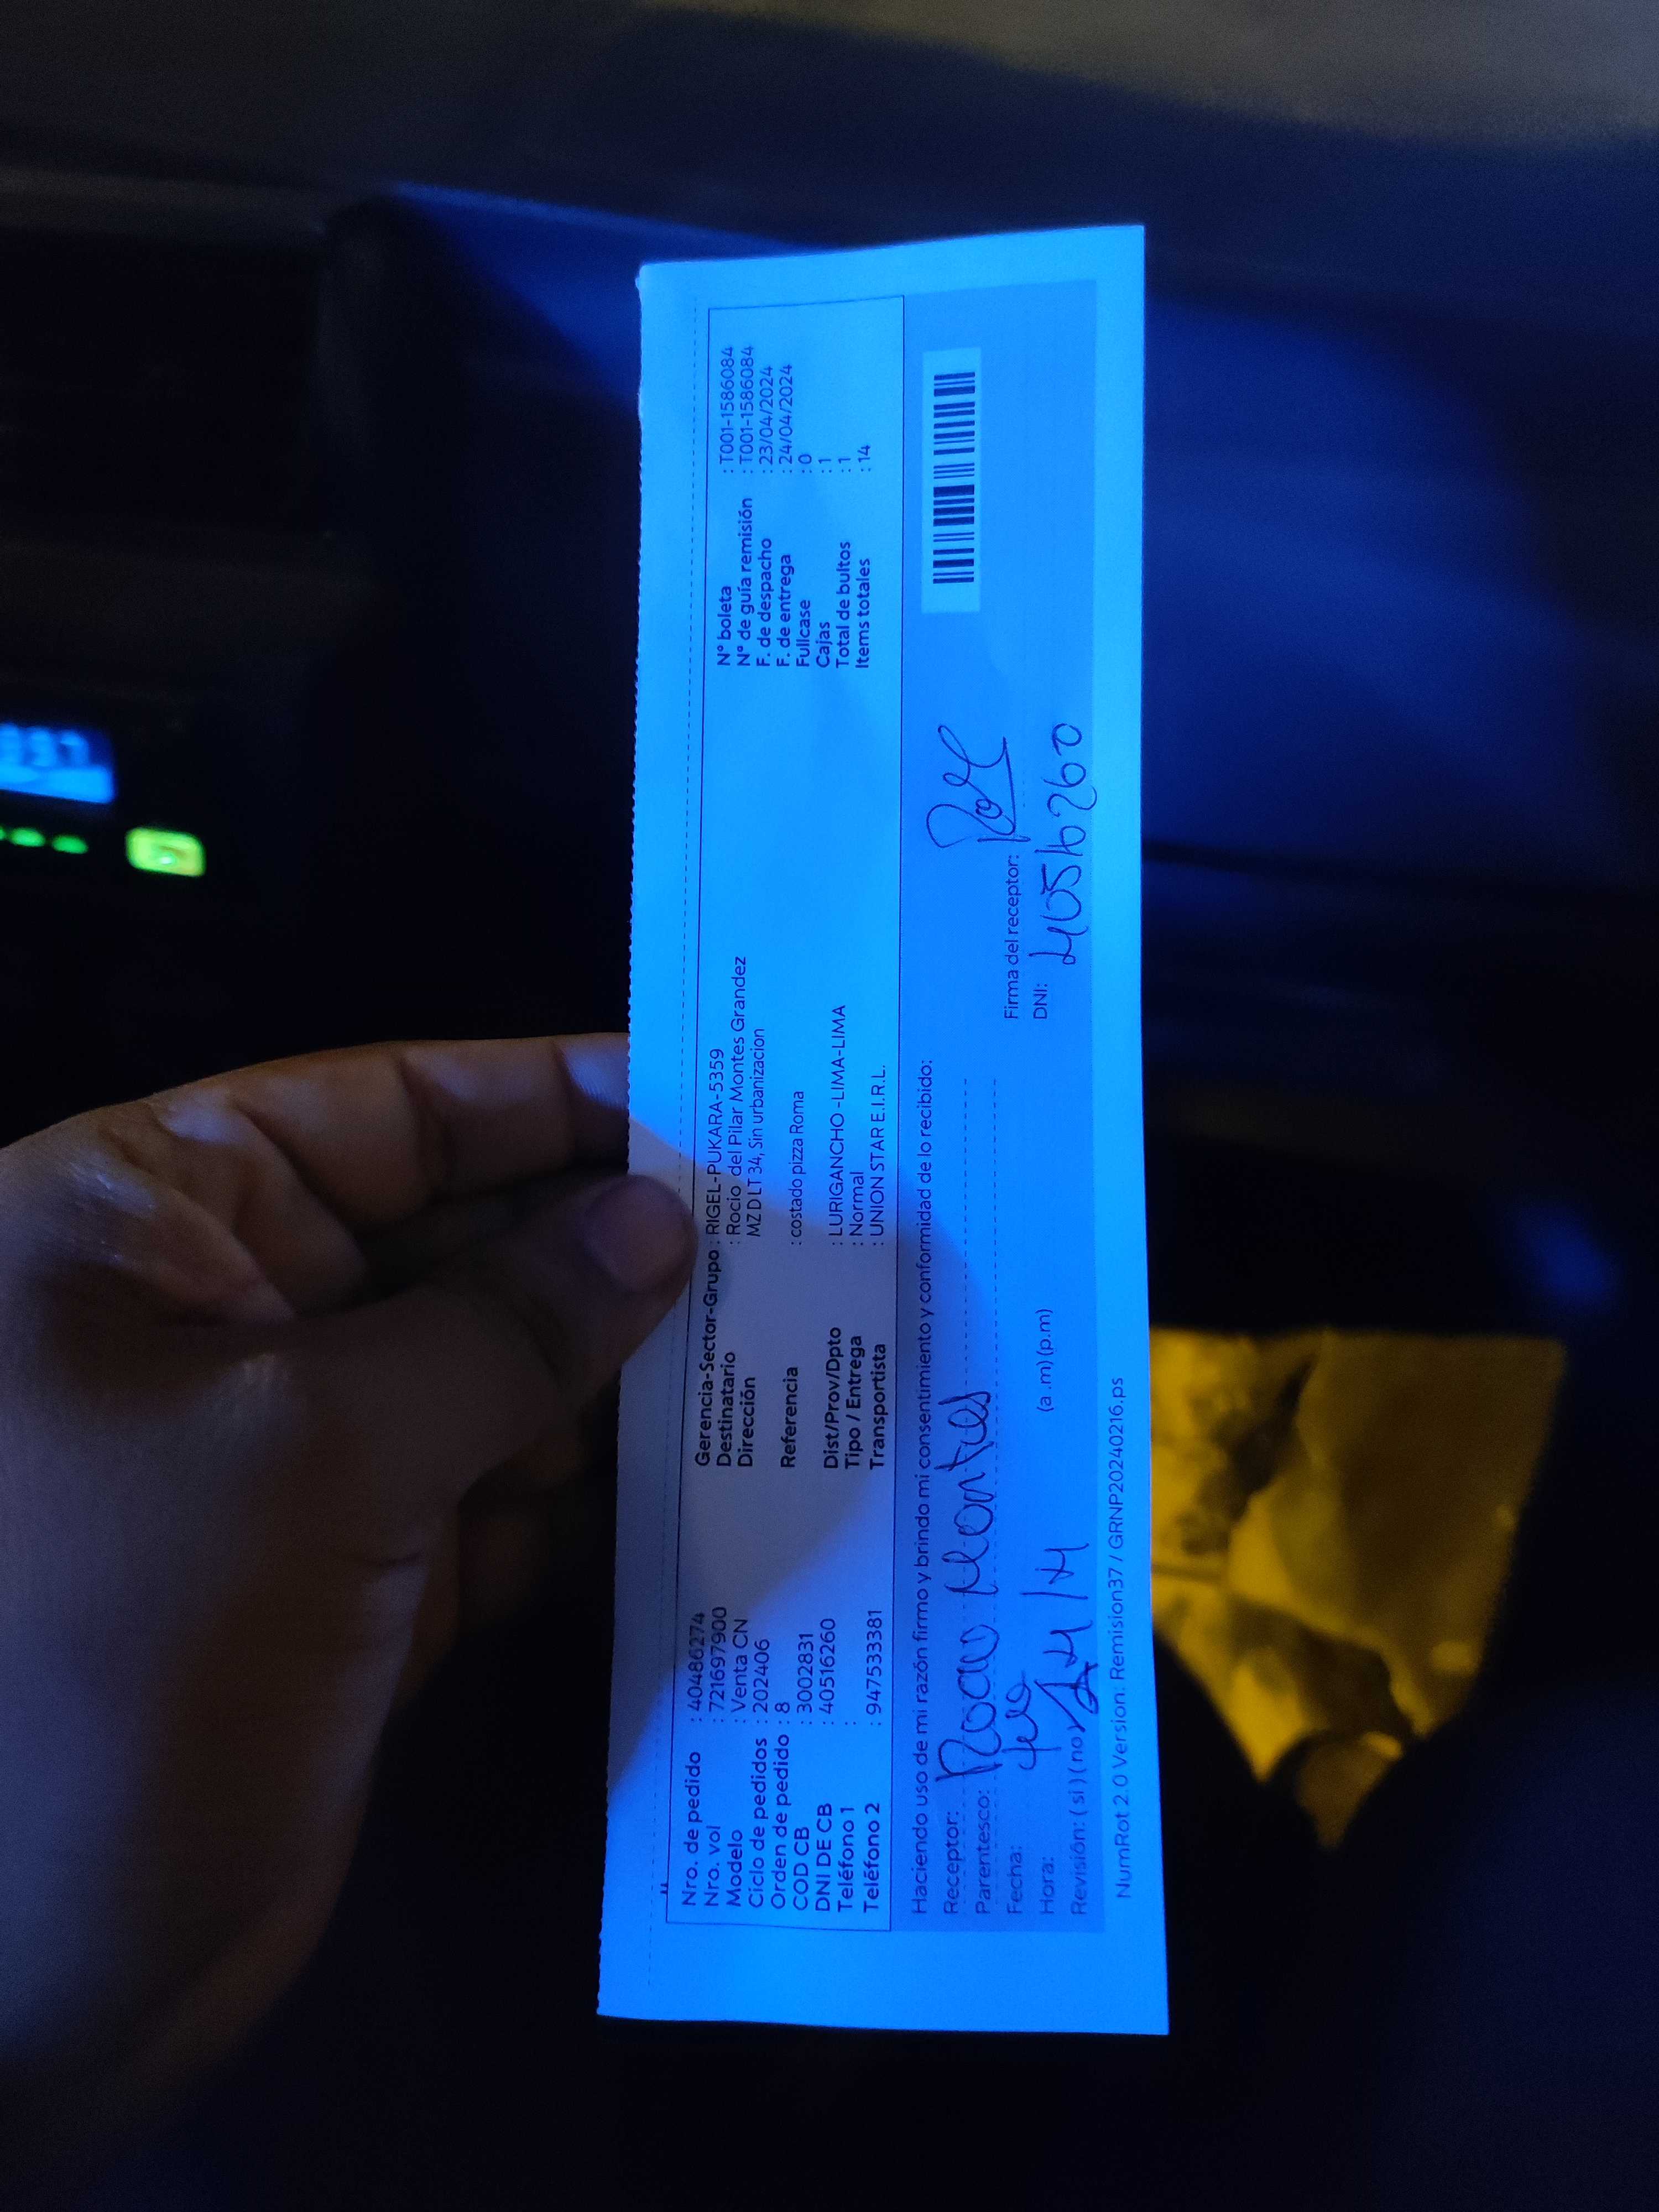 Nro. de pedido : 40486274
Nro. vol : 721697900
Modelo : Venta CN
Ciclo de pedidos : 202406
Orden de pedido : 8
COD CB : 3002831
DNI DE CB : 40516260
Teléfono 1 :
Teléfono 2 : 947533381
Gerencia-Sector-Grupo : RIGEL-PUKARA-5359
Destinatario : Rocio del Pilar Montes Grandez
Dirección MZ D LT 34, Sin urbanizacion
Referencia : costado pizza Roma
Dist/Prov/Dpto : LURIGANCHO -LIMA-LIMA
Tipo / Entrega : Normal
Transportista : UNION STAR E.I.R.L.
N° boleta : T001-1586084
N° de guía remisión : T001-1586084
F. de despacho : 23/04/2024
F. de entrega : 24/04/2024
Fullcase : 0
Cajas : 1
Total de bultos : 1
Items totales : 14
Haciendo uso de mi razón firmo y brindo mi consentimiento y conformidad de lo recibido:
Receptor: Rocio Montes
Parentesco:
Fecha:
Hora: 24/4 (a.m) (p.m)
Revisión: (si) (no)
Firma del receptor:
DNI: 40516260
NumRot 2.0 Version: Remision37 / GRNP20240216.ps